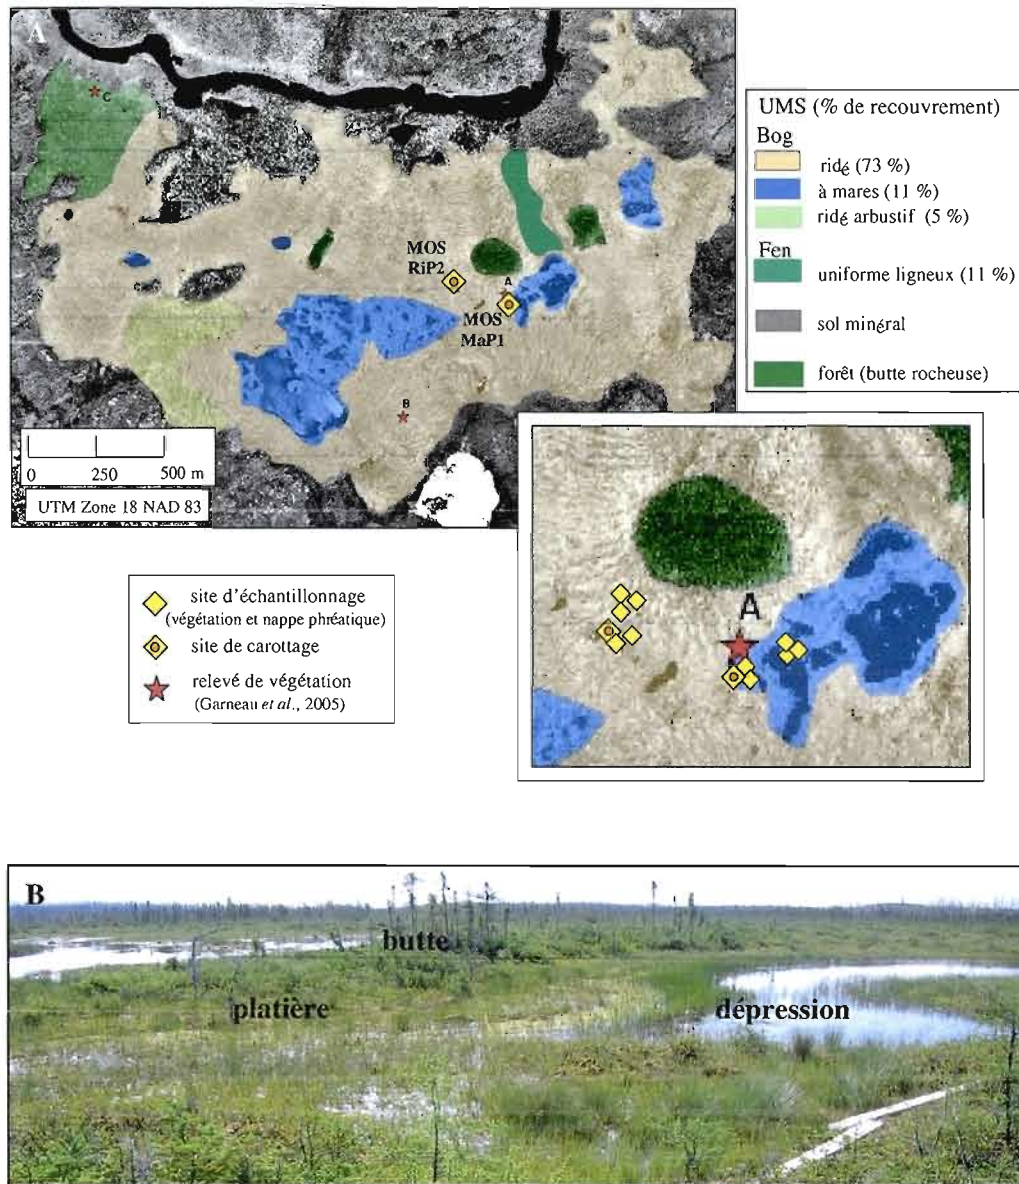 A
C
MOS
RiP2
A
MOS
MaP1
B
0 250 500 m
UTM Zone 18 NAD 83
UMS (% de recouvrement)
Bog
ridé (73 %)
à mares (11 %)
ridé arbustif (5 %)
Fen
uniforme ligneux (11 %)
sol minéral
forêt (butte rocheuse)
site d'échantillonnage
(végétation et nappe phréatique)
site de carottage
relevé de végétation
(Garneau et al., 2005)
A
B
butte
platière
dépression